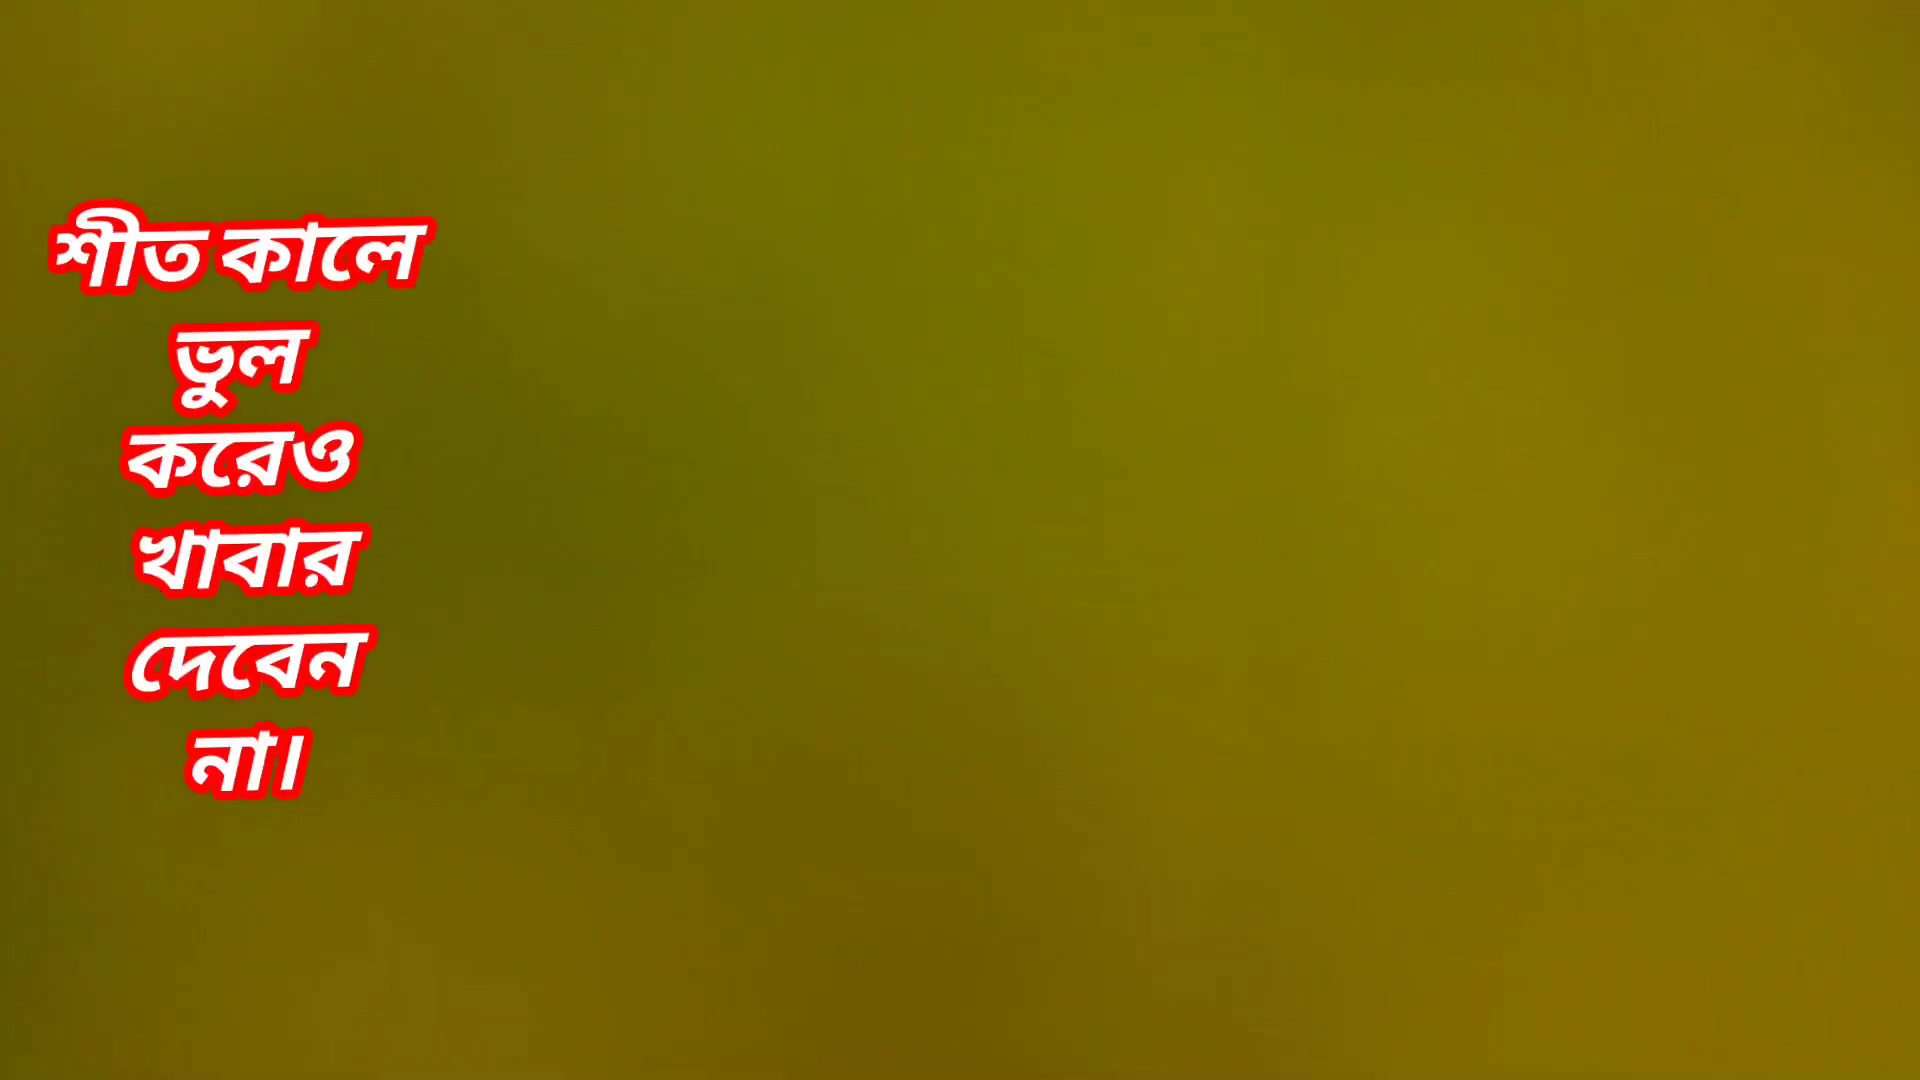 শীত কালে
ভুল
করেও
খাবার
দেবেন
না।